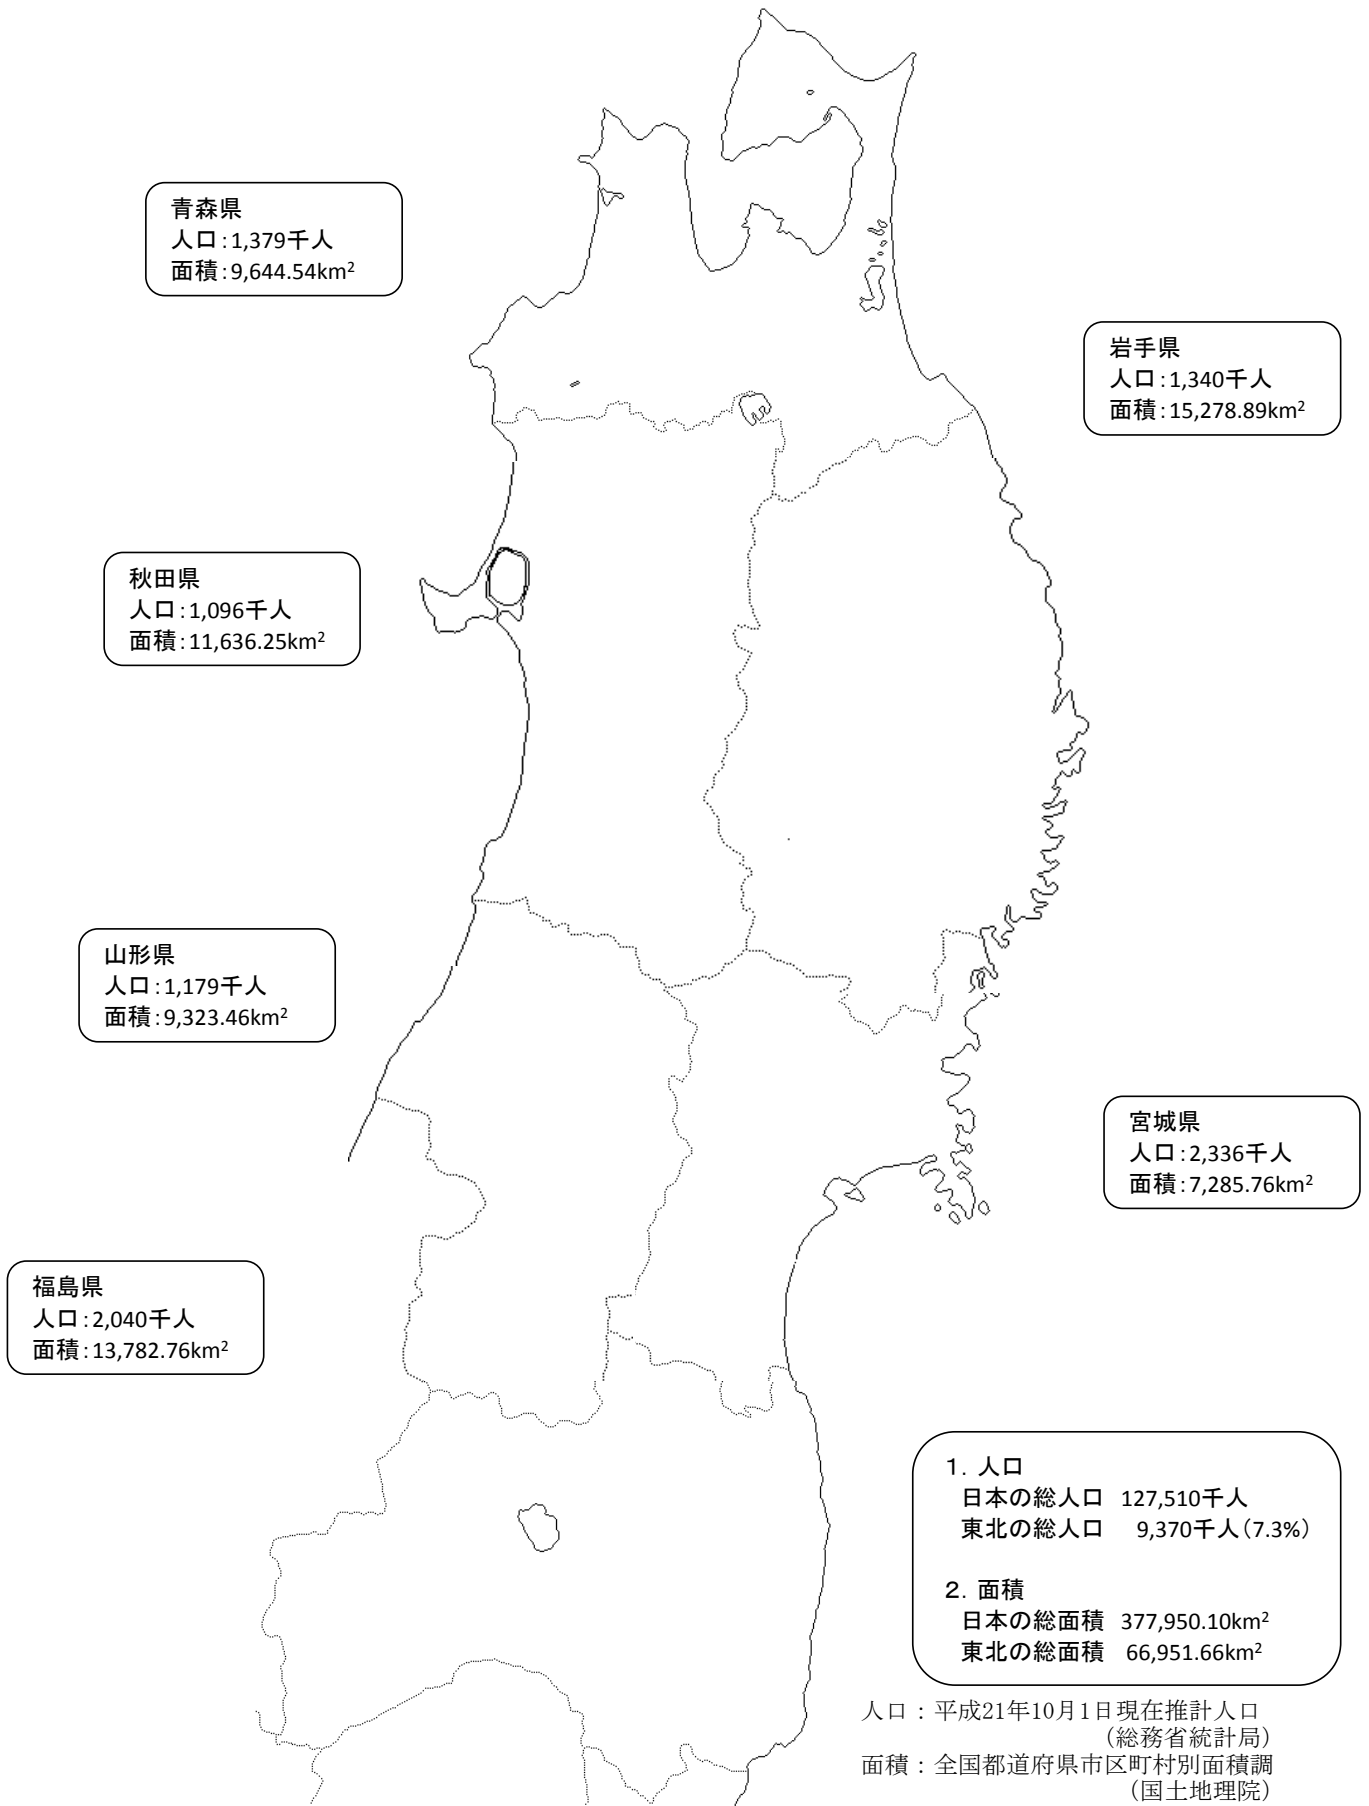 青森県
人口：1,379千人
面積：9,644.54km²
岩手県
人口：1,340千人
面積：15,278.89km²
秋田県
人口：1,096千人
面積：11,636.25km²
山形県
人口：1,179千人
面積：9,323.46km²
宮城県
人口：2,336千人
面積：7,285.76km²
福島県
人口：2,040千人
面積：13,782.76km²
1．人口
日本の総人口 127,510千人
東北の総人口 9,370千人（7.3%）
2．面積
日本の総面積 377,950.10km²
東北の総面積 66,951.66km²
人口：平成21年10月1日現在推計人口
（総務省統計局）
面積：全国都道府県市区町村別面積調
（国土地理院）